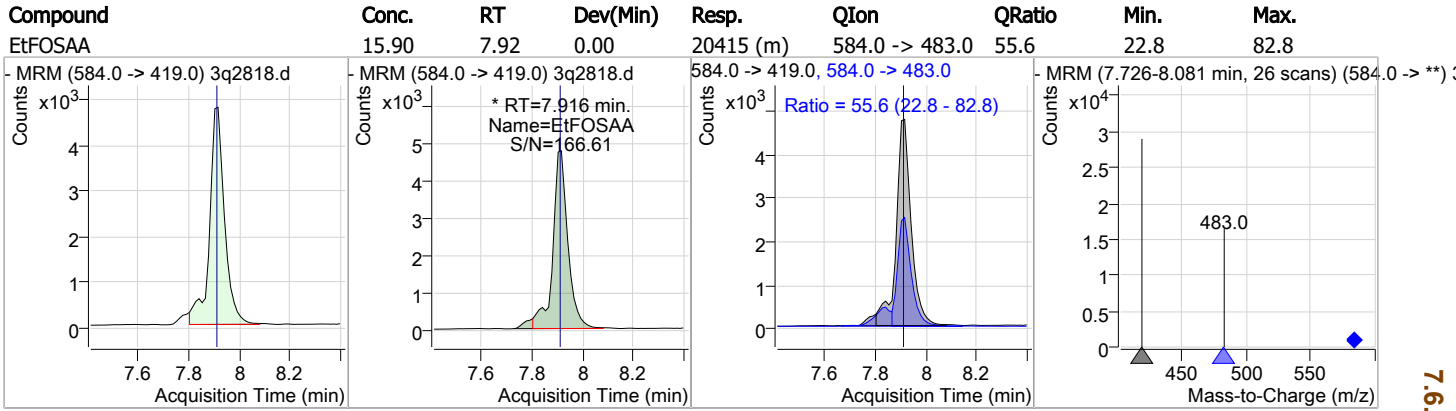 Compound Conc. RT Dev(Min) Resp. QIon QRatio Min. Max.
EtFOSAA 15.90 7.92 0.00 20415 (m) 584.0 -> 483.0 55.6 22.8 82.8
- MRM (584.0 -> 419.0) 3q2818.d
Counts
x10³
4
3
2
1
0
7.6 7.8 8 8.2
Acquisition Time (min)
- MRM (584.0 -> 419.0) 3q2818.d
Counts
x10³
* RT=7.916 min.
Name=EtFOSAA
S/N=166.61
5
4
3
2
1
0
7.6 7.8 8 8.2
Acquisition Time (min)
584.0 -> 419.0, 584.0 -> 483.0
Counts
x10³
Ratio = 55.6 (22.8 - 82.8)
4
3
2
1
0
7.6 7.8 8 8.2
Acquisition Time (min)
- MRM (7.726-8.081 min, 26 scans) (584.0 -> **) 3
Counts
x10⁴
3
2.5
2
1.5
1
0.5
0
483.0
450 500 550
Mass-to-Charge (m/z)
7.6.